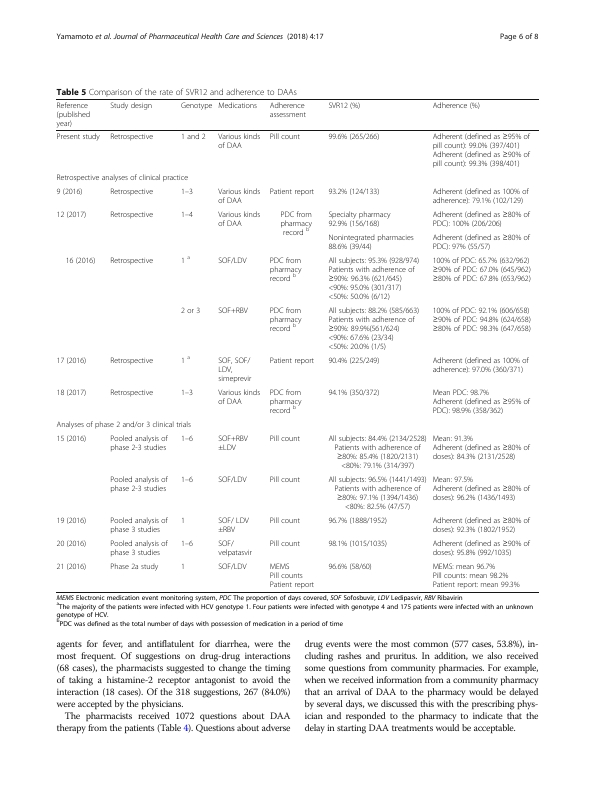 Yamamoto et al. Journal of Pharmaceutical Health Care and Sciences (2018) 4:17 Page 6 of 8
Table 5 Comparison of the rate of SVR12 and adherence to DAAs
Reference Study design Genotype Medications Adherence SVR12 (%) Adherence (%)
(published assessment
year)
Present study Retrospective 1 and 2 Various kinds Pill count 99.6% (265/266) Adherent (defined as ≥95% of
of DAA pill count): 99.0% (397/401)
Adherent (defined as ≥90% of
pill count): 99.3% (398/401)
Retrospective analyses of clinical practice
9 (2016) Retrospective 1–3 Various kinds Patient report 93.2% (124/133) Adherent (defined as 100% of
of DAA adherence): 79.1% (102/129)
12 (2017) Retrospective 1–4 Various kinds PDC from Specialty pharmacy Adherent (defined as ≥80% of
of DAA pharmacy 92.9% (156/168) PDC): 100% (206/206)
record b Nonintegrated pharmacies Adherent (defined as ≥80% of
88.6% (39/44) PDC): 97% (55/57)
16 (2016) Retrospective 1 a SOF/LDV PDC from All subjects: 95.3% (928/974) 100% of PDC: 65.7% (632/962)
pharmacy Patients with adherence of ≥90% of PDC: 67.0% (645/962)
record b ≥90%: 96.3% (621/645) ≥80% of PDC: 67.8% (653/962)
<90%: 95.0% (301/317)
<50%: 50.0% (6/12)
2 or 3 SOF+RBV PDC from All subjects: 88.2% (585/663) 100% of PDC: 92.1% (606/658)
pharmacy Patients with adherence of ≥90% of PDC: 94.8% (624/658)
record b ≥90%: 89.9%(561/624) ≥80% of PDC: 98.3% (647/658)
<90%: 67.6% (23/34)
<50%: 20.0% (1/5)
17 (2016) Retrospective 1 a SOF, SOF/ Patient report 90.4% (225/249) Adherent (defined as 100% of
LDV, adherence): 97.0% (360/371)
simeprevir
18 (2017) Retrospective 1–3 Various kinds PDC from 94.1% (350/372) Mean PDC: 98.7%
of DAA pharmacy Adherent (defined as ≥95% of
record b PDC): 98.9% (358/362)
Analyses of phase 2 and/or 3 clinical trials
15 (2016) Pooled analysis of 1–6 SOF+RBV Pill count All subjects: 84.4% (2134/2528) Mean: 91.3%
phase 2-3 studies ±LDV Patients with adherence of Adherent (defined as ≥80% of
≥80%: 85.4% (1820/2131) doses): 84.3% (2131/2528)
<80%: 79.1% (314/397)
Pooled analysis of 1–6 SOF/LDV Pill count All subjects: 96.5% (1441/1493) Mean: 97.5%
phase 2-3 studies Patients with adherence of Adherent (defined as ≥80% of
≥80%: 97.1% (1394/1436) doses): 96.2% (1436/1493)
<80%: 82.5% (47/57)
19 (2016) Pooled analysis of 1 SOF/ LDV Pill count 96.7% (1888/1952) Adherent (defined as ≥80% of
phase 3 studies ±RBV doses): 92.3% (1802/1952)
20 (2016) Pooled analysis of 1–6 SOF/ Pill count 98.1% (1015/1035) Adherent (defined as ≥90% of
phase 3 studies velpatasvir doses): 95.8% (992/1035)
21 (2016) Phase 2a study 1 SOF/LDV MEMS 96.6% (58/60) MEMS: mean 96.7%
Pill counts Pill counts: mean 98.2%
Patient report Patient report: mean 99.3%
MEMS Electronic medication event monitoring system, PDC The proportion of days covered, SOF Sofosbuvir, LDV Ledipasvir, RBV Ribavirin
aThe majority of the patients were infected with HCV genotype 1. Four patients were infected with genotype 4 and 175 patients were infected with an unknown
genotype of HCV.
bPDC was defined as the total number of days with possession of medication in a period of time
agents for fever, and antiflatulent for diarrhea, were the
most frequent. Of suggestions on drug-drug interactions
(68 cases), the pharmacists suggested to change the timing
of taking a histamine-2 receptor antagonist to avoid the
interaction (18 cases). Of the 318 suggestions, 267 (84.0%)
were accepted by the physicians.
The pharmacists received 1072 questions about DAA
therapy from the patients (Table 4). Questions about adverse
drug events were the most common (577 cases, 53.8%), in-
cluding rashes and pruritus. In addition, we also received
some questions from community pharmacies. For example,
when we received information from a community pharmacy
that an arrival of DAA to the pharmacy would be delayed
by several days, we discussed this with the prescribing phys-
ician and responded to the pharmacy to indicate that the
delay in starting DAA treatments would be acceptable.